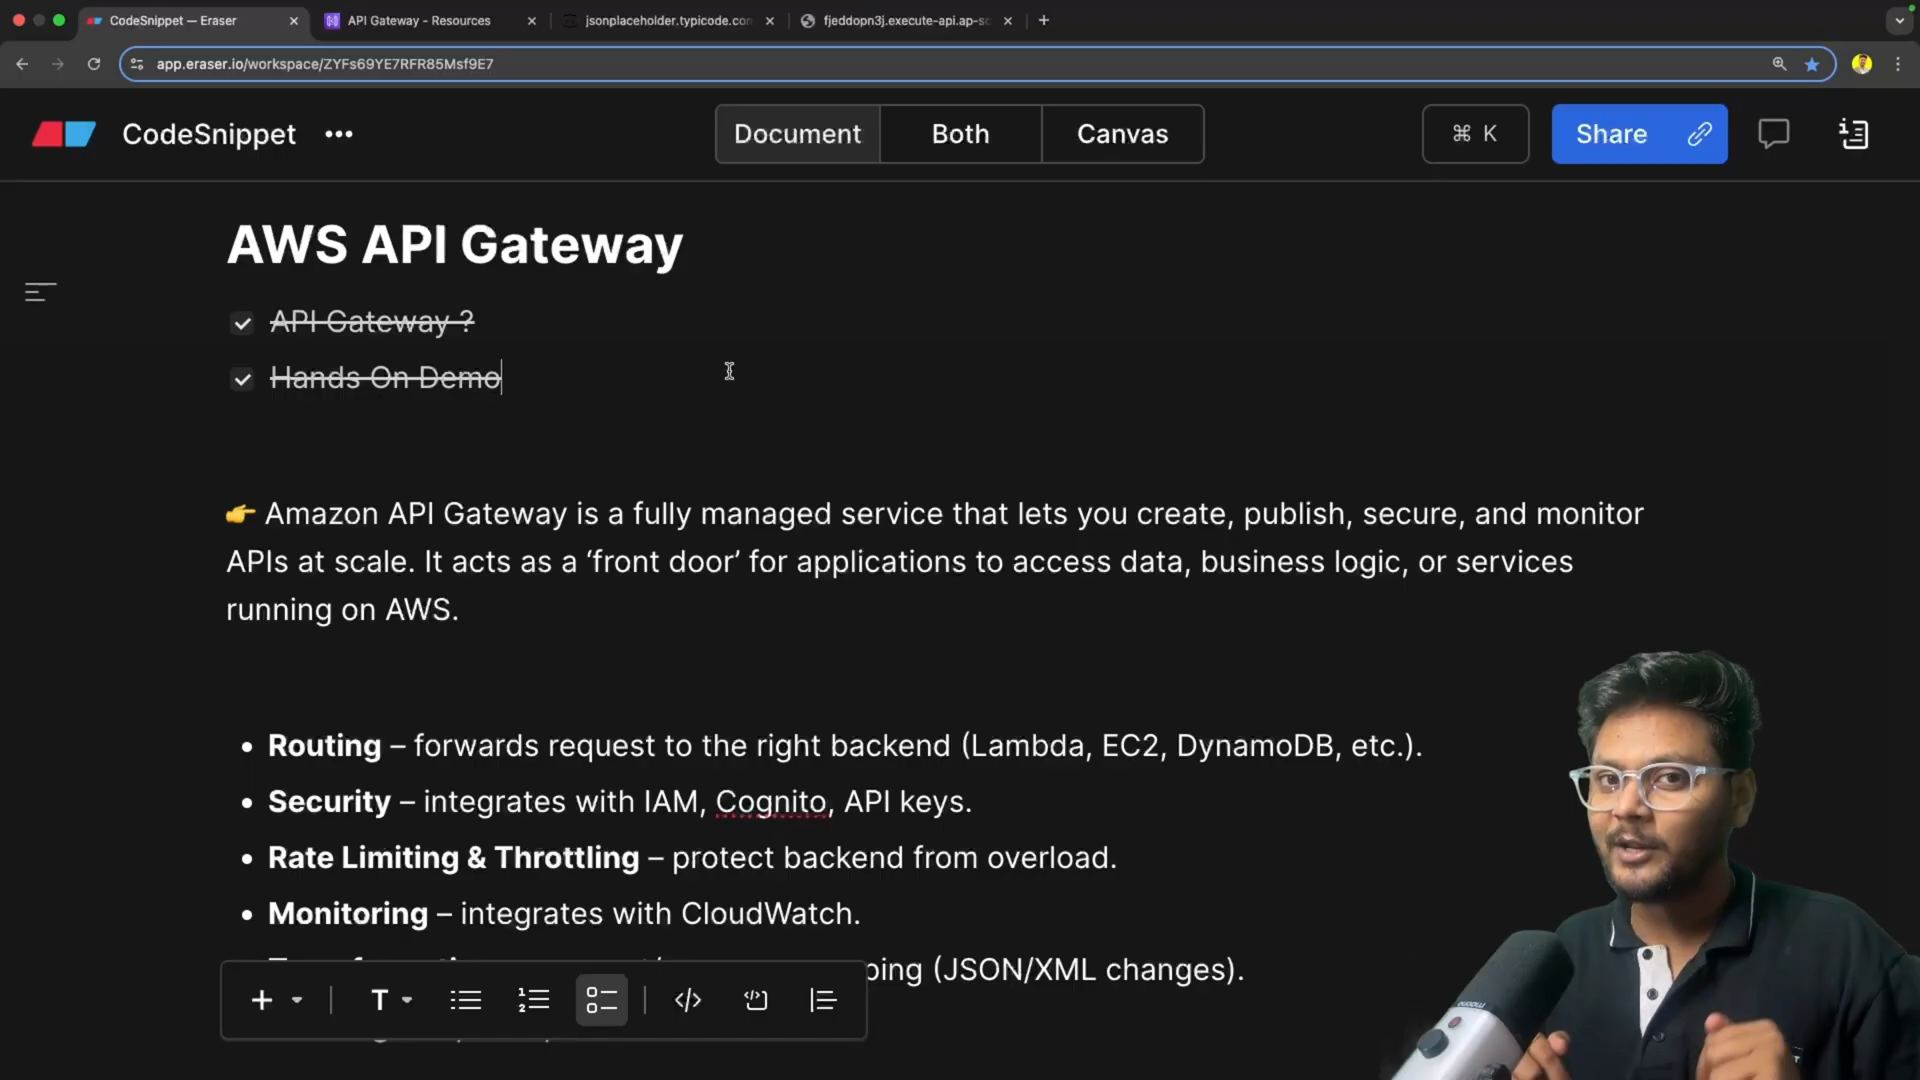 CodeSnippet — Eraser
API Gateway - Resources
jsonplaceholder.typicode.com
fjeddopn3j.execute-api.ap-so
app.eraser.io/workspace/ZYFs69YE7RFR85Msf9E7
CodeSnippet
Document
Both
Canvas
⌘ K
Share
AWS API Gateway
API Gateway ?
Hands On Demo
👉 Amazon API Gateway is a fully managed service that lets you create, publish, secure, and monitor
APIs at scale. It acts as a ‘front door’ for applications to access data, business logic, or services
running on AWS.
• Routing – forwards request to the right backend (Lambda, EC2, DynamoDB, etc.).
• Security – integrates with IAM, Cognito, API keys.
• Rate Limiting & Throttling – protect backend from overload.
• Monitoring – integrates with CloudWatch.
(JSON/XML changes).
T